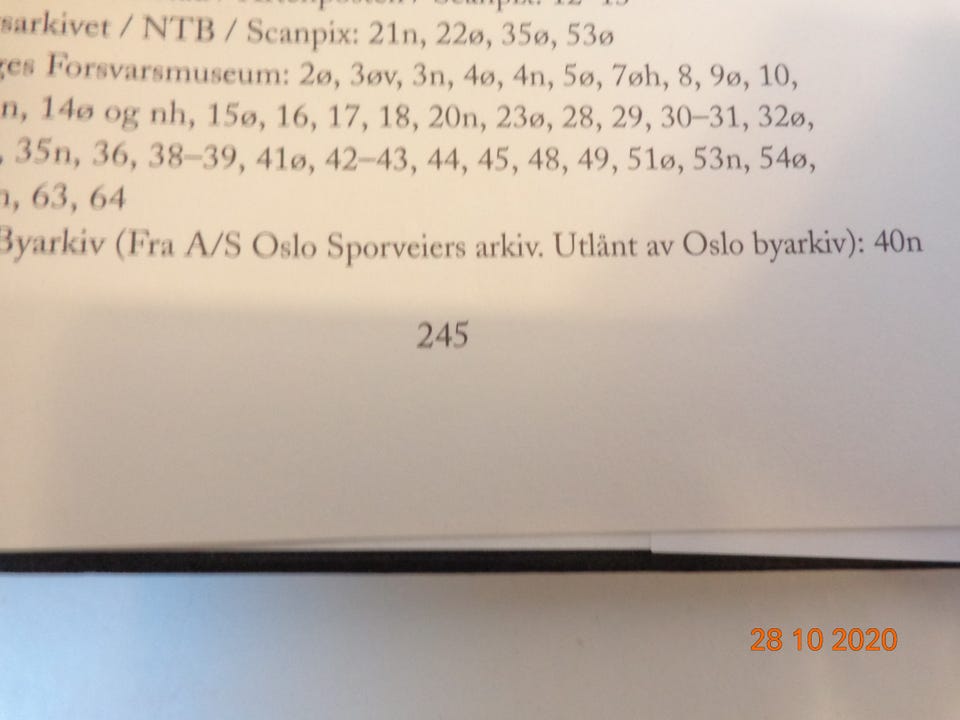 sarkivet / NTB / Scanpix: 21n, 22ø, 35ø, 53ø
ges Forsvarsmuseum: 2ø, 3øv, 3n, 4ø, 4n, 5ø, 7øh, 8, 9ø, 10,
n, 14ø og nh, 15ø, 16, 17, 18, 20n, 23ø, 28, 29, 30–31, 32ø,
, 35n, 36, 38–39, 41ø, 42–43, 44, 45, 48, 49, 51ø, 53n, 54ø,
n, 63, 64
Byarkiv (Fra A/S Oslo Sporveiers arkiv. Utlånt av Oslo byarkiv): 40n
245
28 10 2020